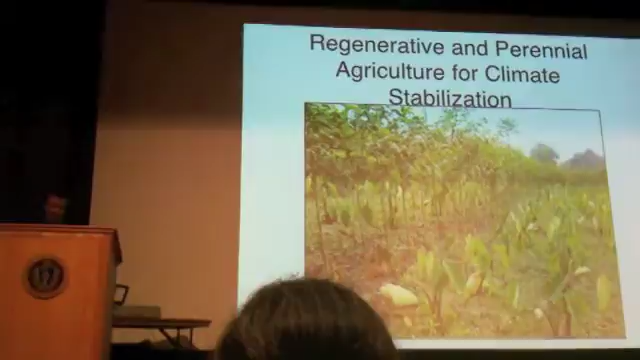 Regenerative and Perennial
Agriculture for Climate
Stabilization